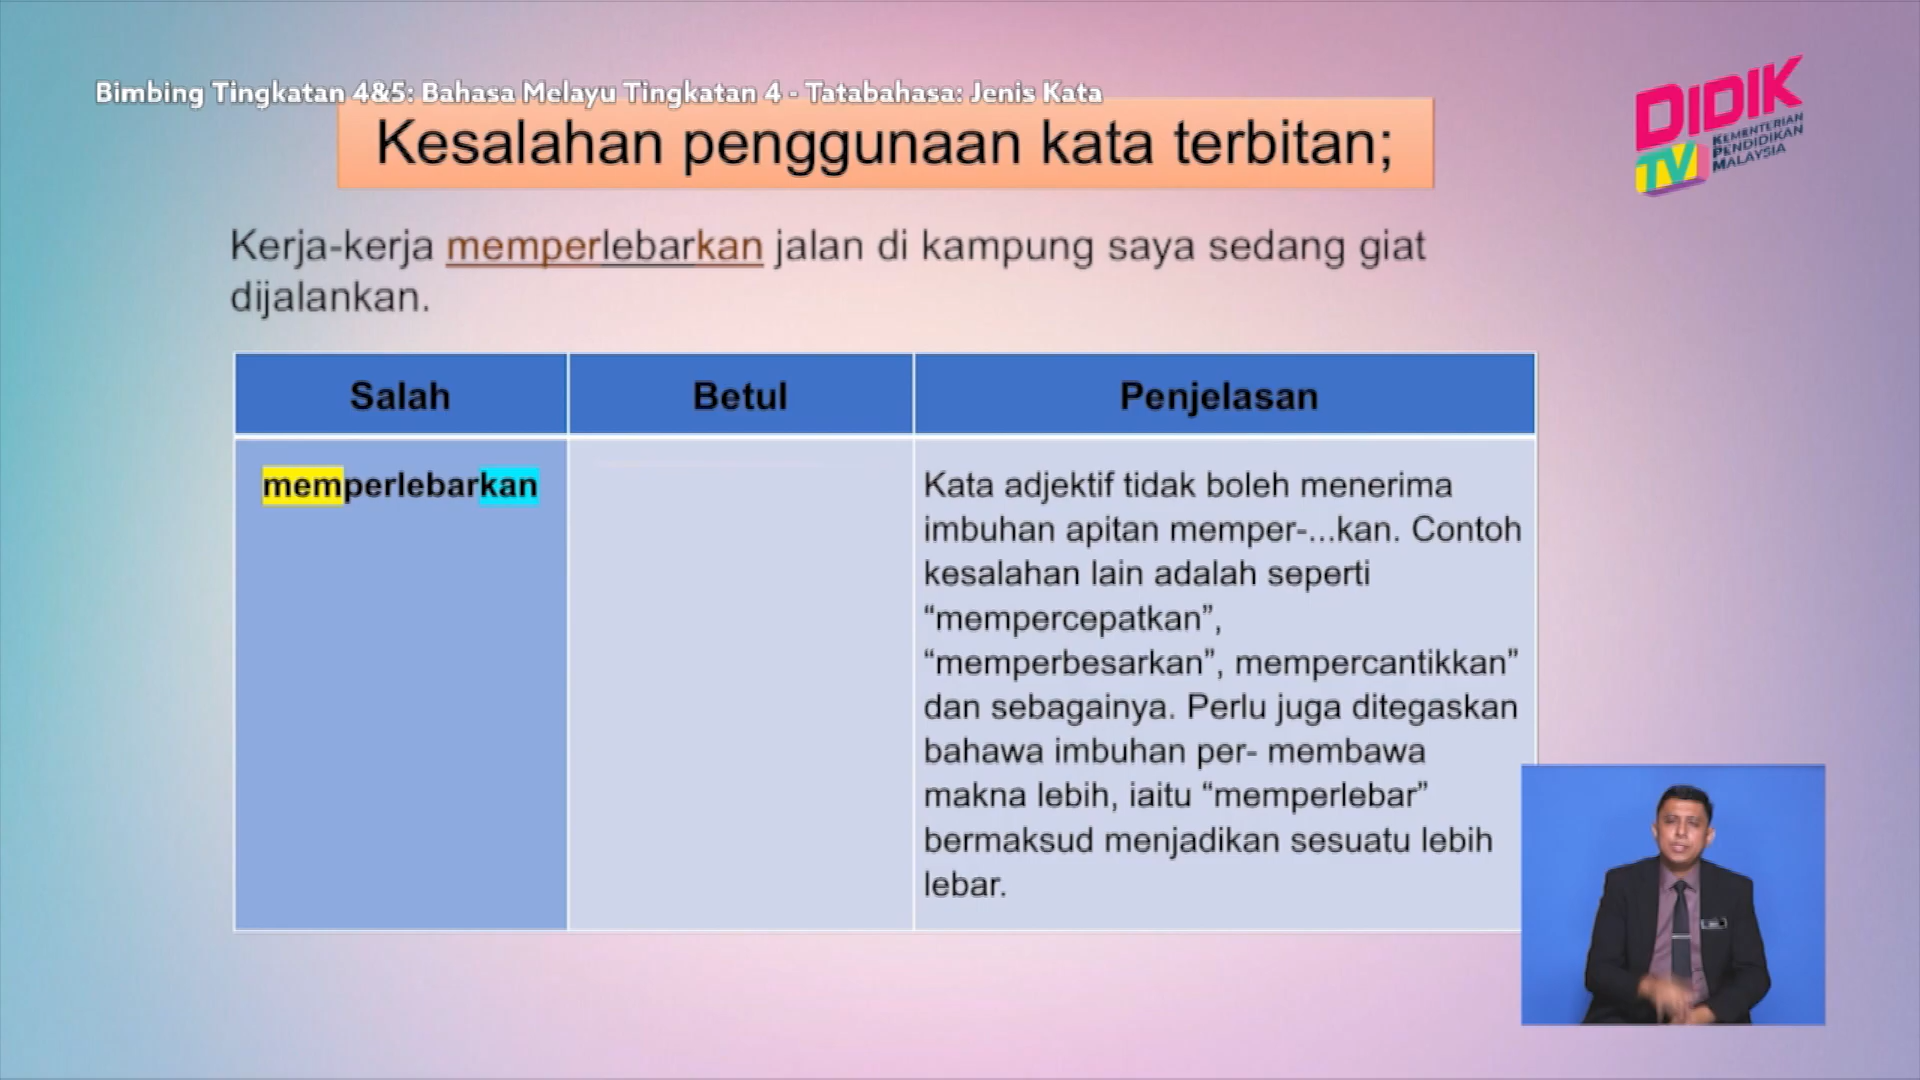 Bimbing Tingkatan 4&5: Bahasa Melayu Tingkatan 4 - Tatabahasa: Jenis Kata
DIDIK
TV
KEMENTERIAN
PENDIDIKAN
MALAYSIA
Kesalahan penggunaan kata terbitan;
Kerja-kerja memperlebarkan jalan di kampung saya sedang giat
dijalankan.
Salah
Betul
Penjelasan
memperlebarkan
Kata adjektif tidak boleh menerima
imbuhan apitan memper-...kan. Contoh
kesalahan lain adalah seperti
“mempercepatkan”,
“memperbesarkan”, mempercantikkan”
dan sebagainya. Perlu juga ditegaskan
bahawa imbuhan per- membawa
makna lebih, iaitu “memperlebar”
bermaksud menjadikan sesuatu lebih
lebar.